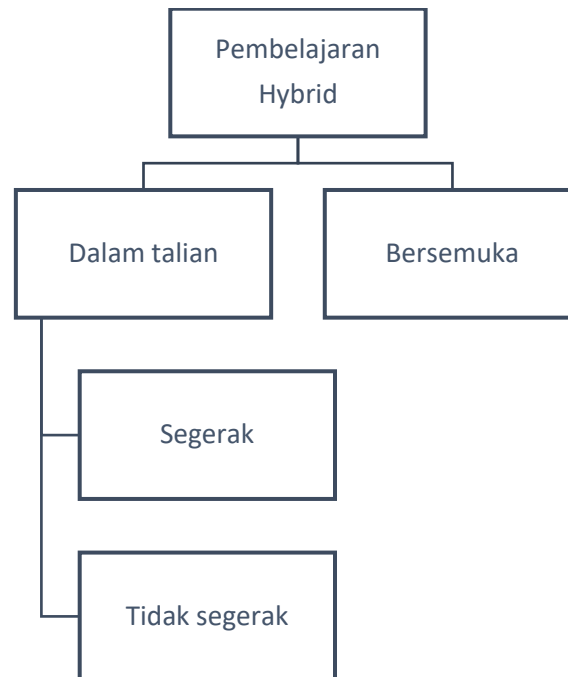 Pembelajaran
Hybrid
Dalam talian
Bersemuka
Segerak
Tidak segerak